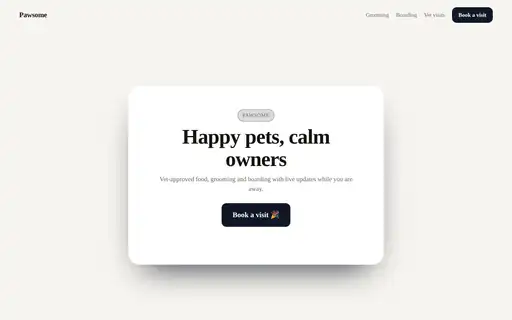 Pawsome
Grooming Boarding Vet visits Book a visit
PAWSOME
Happy pets, calm
owners
Vet-approved food, grooming and boarding with live updates while you are
away.
Book a visit 🎉